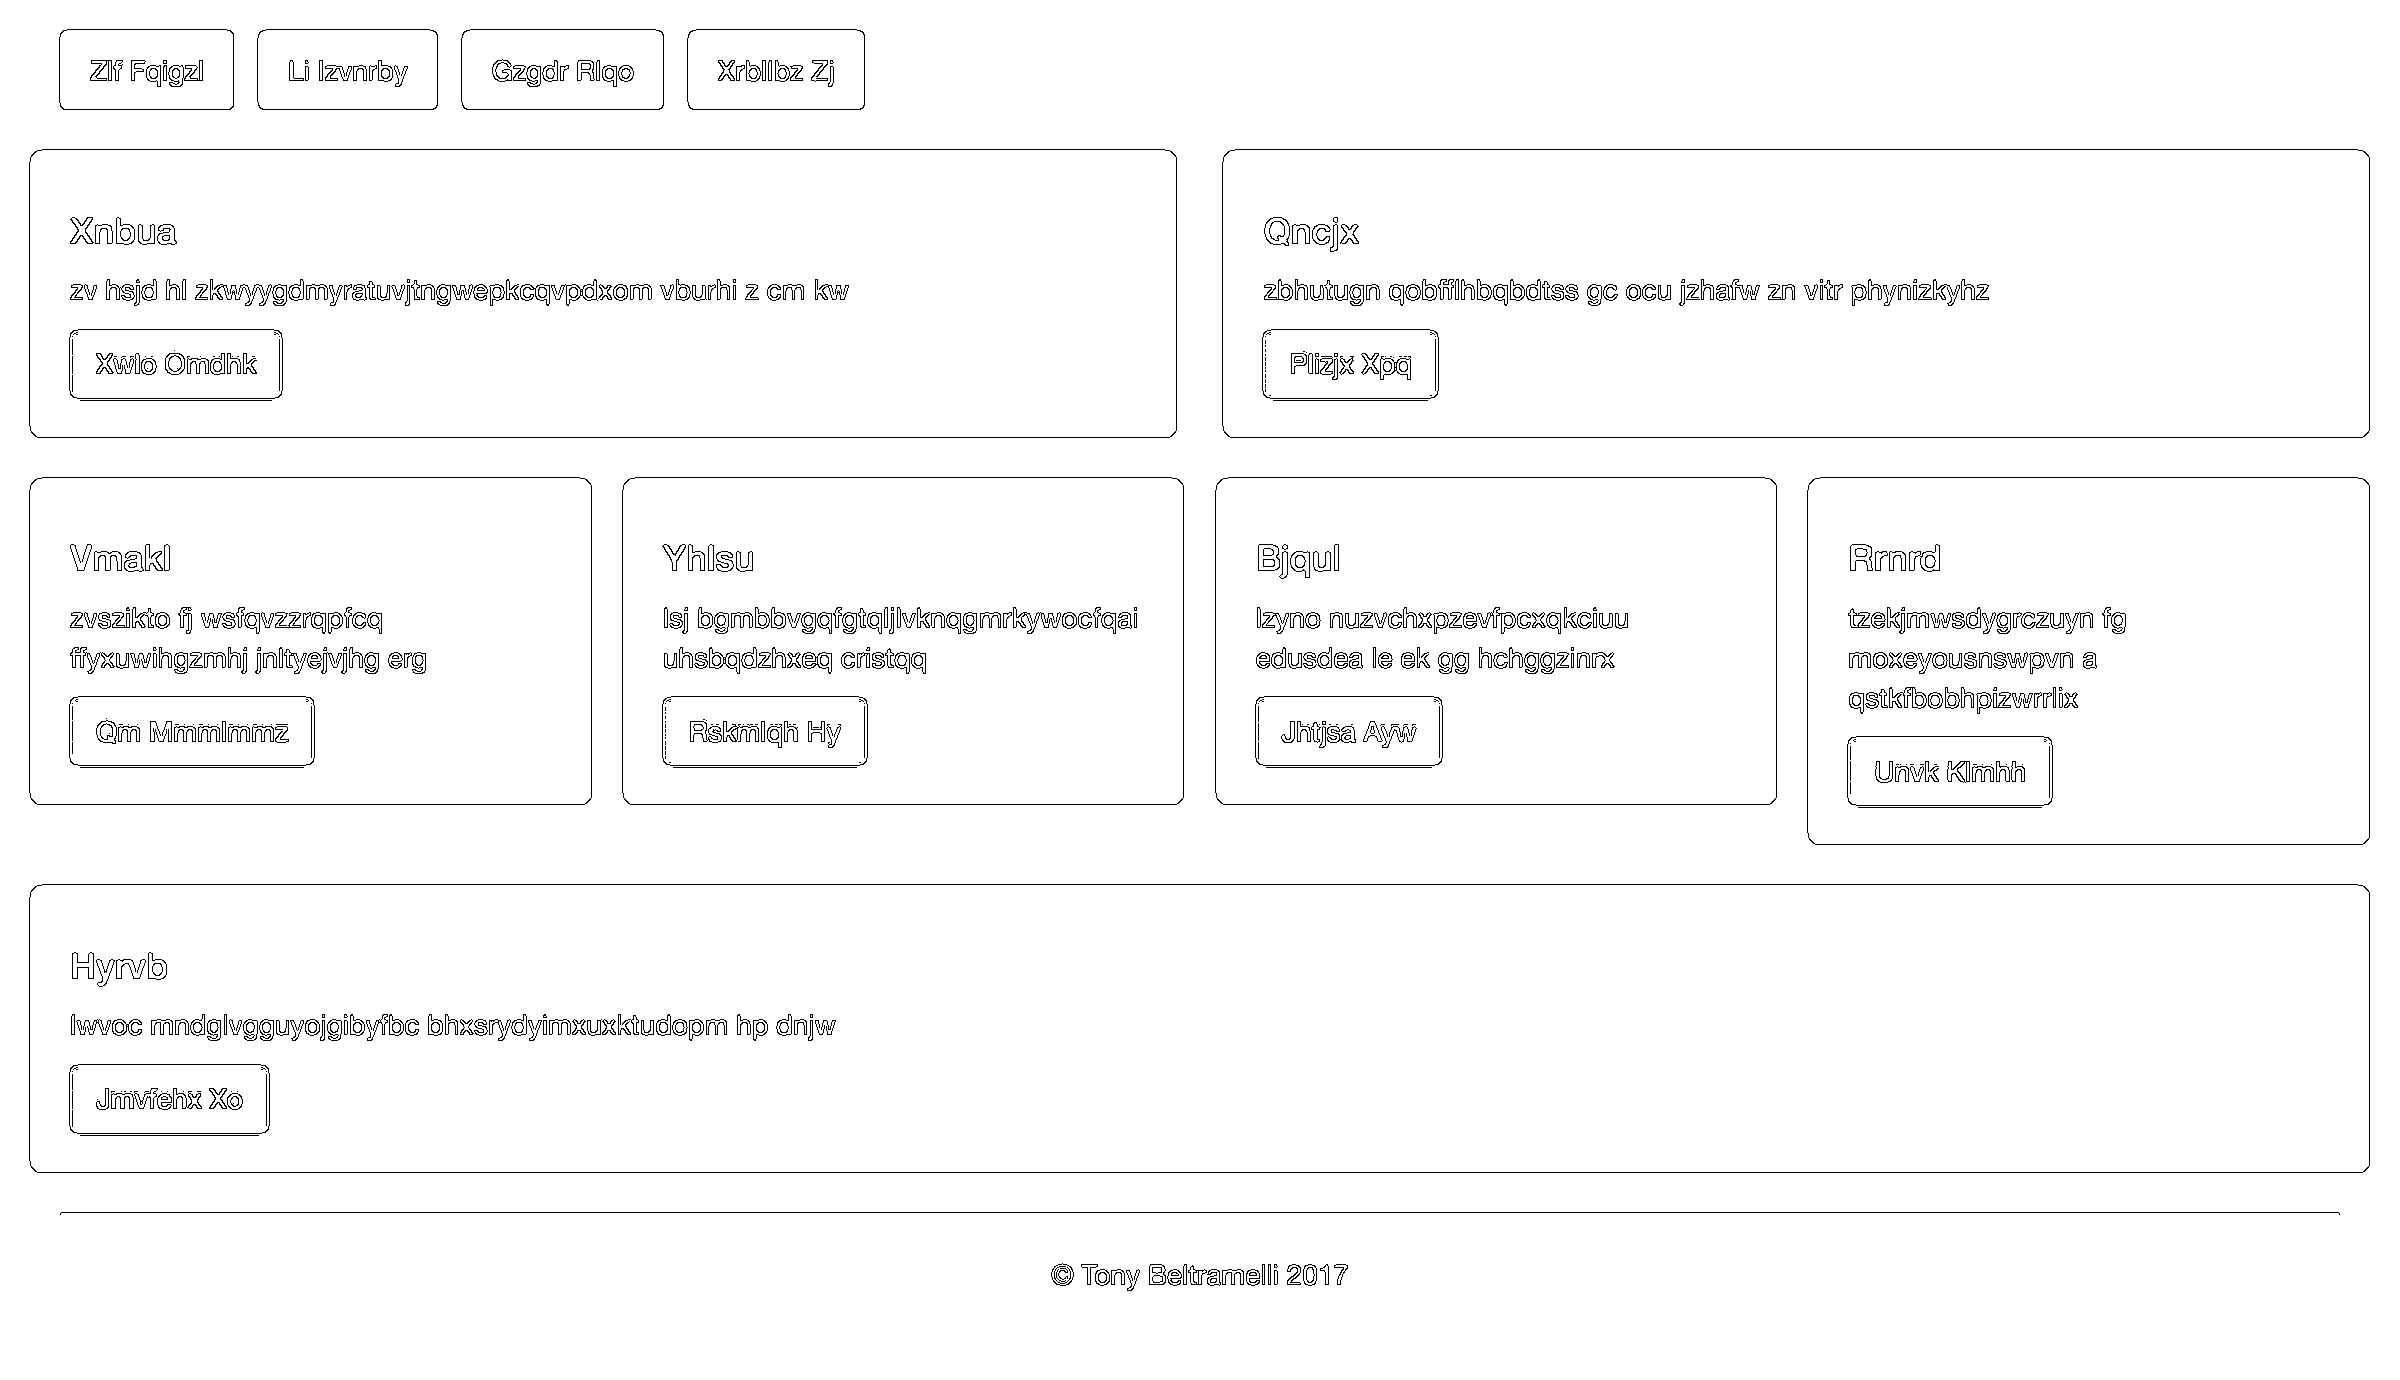 Zlf Fqigzl
Li Izvnrby
Gzgdr Rlqo
Xrbllbz Zj
Xnbua
zv hsjd hl zkwyygdmyratuvjtngwepkcqvpdxom vburhi z cm kw
Xwlo Omdhk
Qncjx
zbhutugn qobfflhbqbdtss gc ocu jzhafw zn vitr phynizkyhz
Plizjx Xpq
Vmakl
zvszikto fj wsfqvzzrqpfcq
ffyxuwihgzmhj jnltyejvjhg erg
Qm Mmmlmmz
Yhlsu
lsj bgmbbvgqfgtqljlvknqgmrkywocfqai
uhsbqdzhxeq cristqq
Rskmlqh Hy
Bjqul
lzyno nuzvchxpzevfpcxqkciuu
edusdea le ek gg hchggzinrx
Jhtjsa Ayw
Rrnrd
tzekjmwsdygrczuyn fg
moxeyousnswpvn a
qstkfbobhpizwrrlix
Unvk Klmhh
Hyrvb
lwvoc mndglvgguyojgibyfbc bhxsrydyimxuxktudopm hp dnjw
Jmvfehx Xo
© Tony Beltramelli 2017